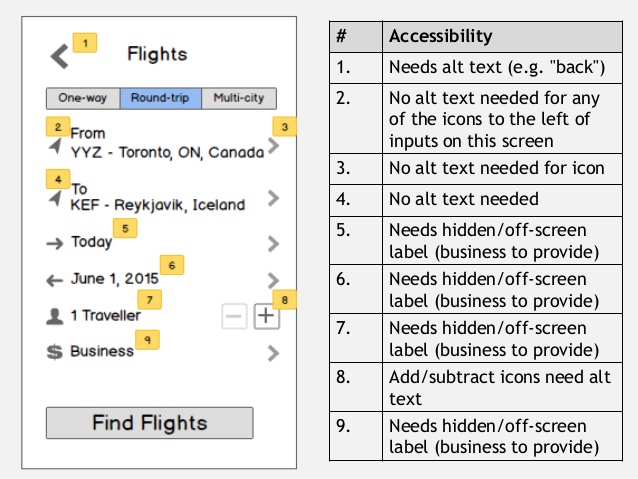 1
Flights
One-way Round-trip Multi-city
2
From
3
YYZ - Toronto, ON, Canada
4
To
KEF - Reykjavik, Iceland
5
Today
6
June 1, 2015
7
8
1 Traveller
9
Business
Find Flights
# Accessibility
1. Needs alt text (e.g. "back")
2. No alt text needed for any
of the icons to the left of
inputs on this screen
3. No alt text needed for icon
4. No alt text needed
5. Needs hidden/off-screen
label (business to provide)
6. Needs hidden/off-screen
label (business to provide)
7. Needs hidden/off-screen
label (business to provide)
8. Add/subtract icons need alt
text
9. Needs hidden/off-screen
label (business to provide)